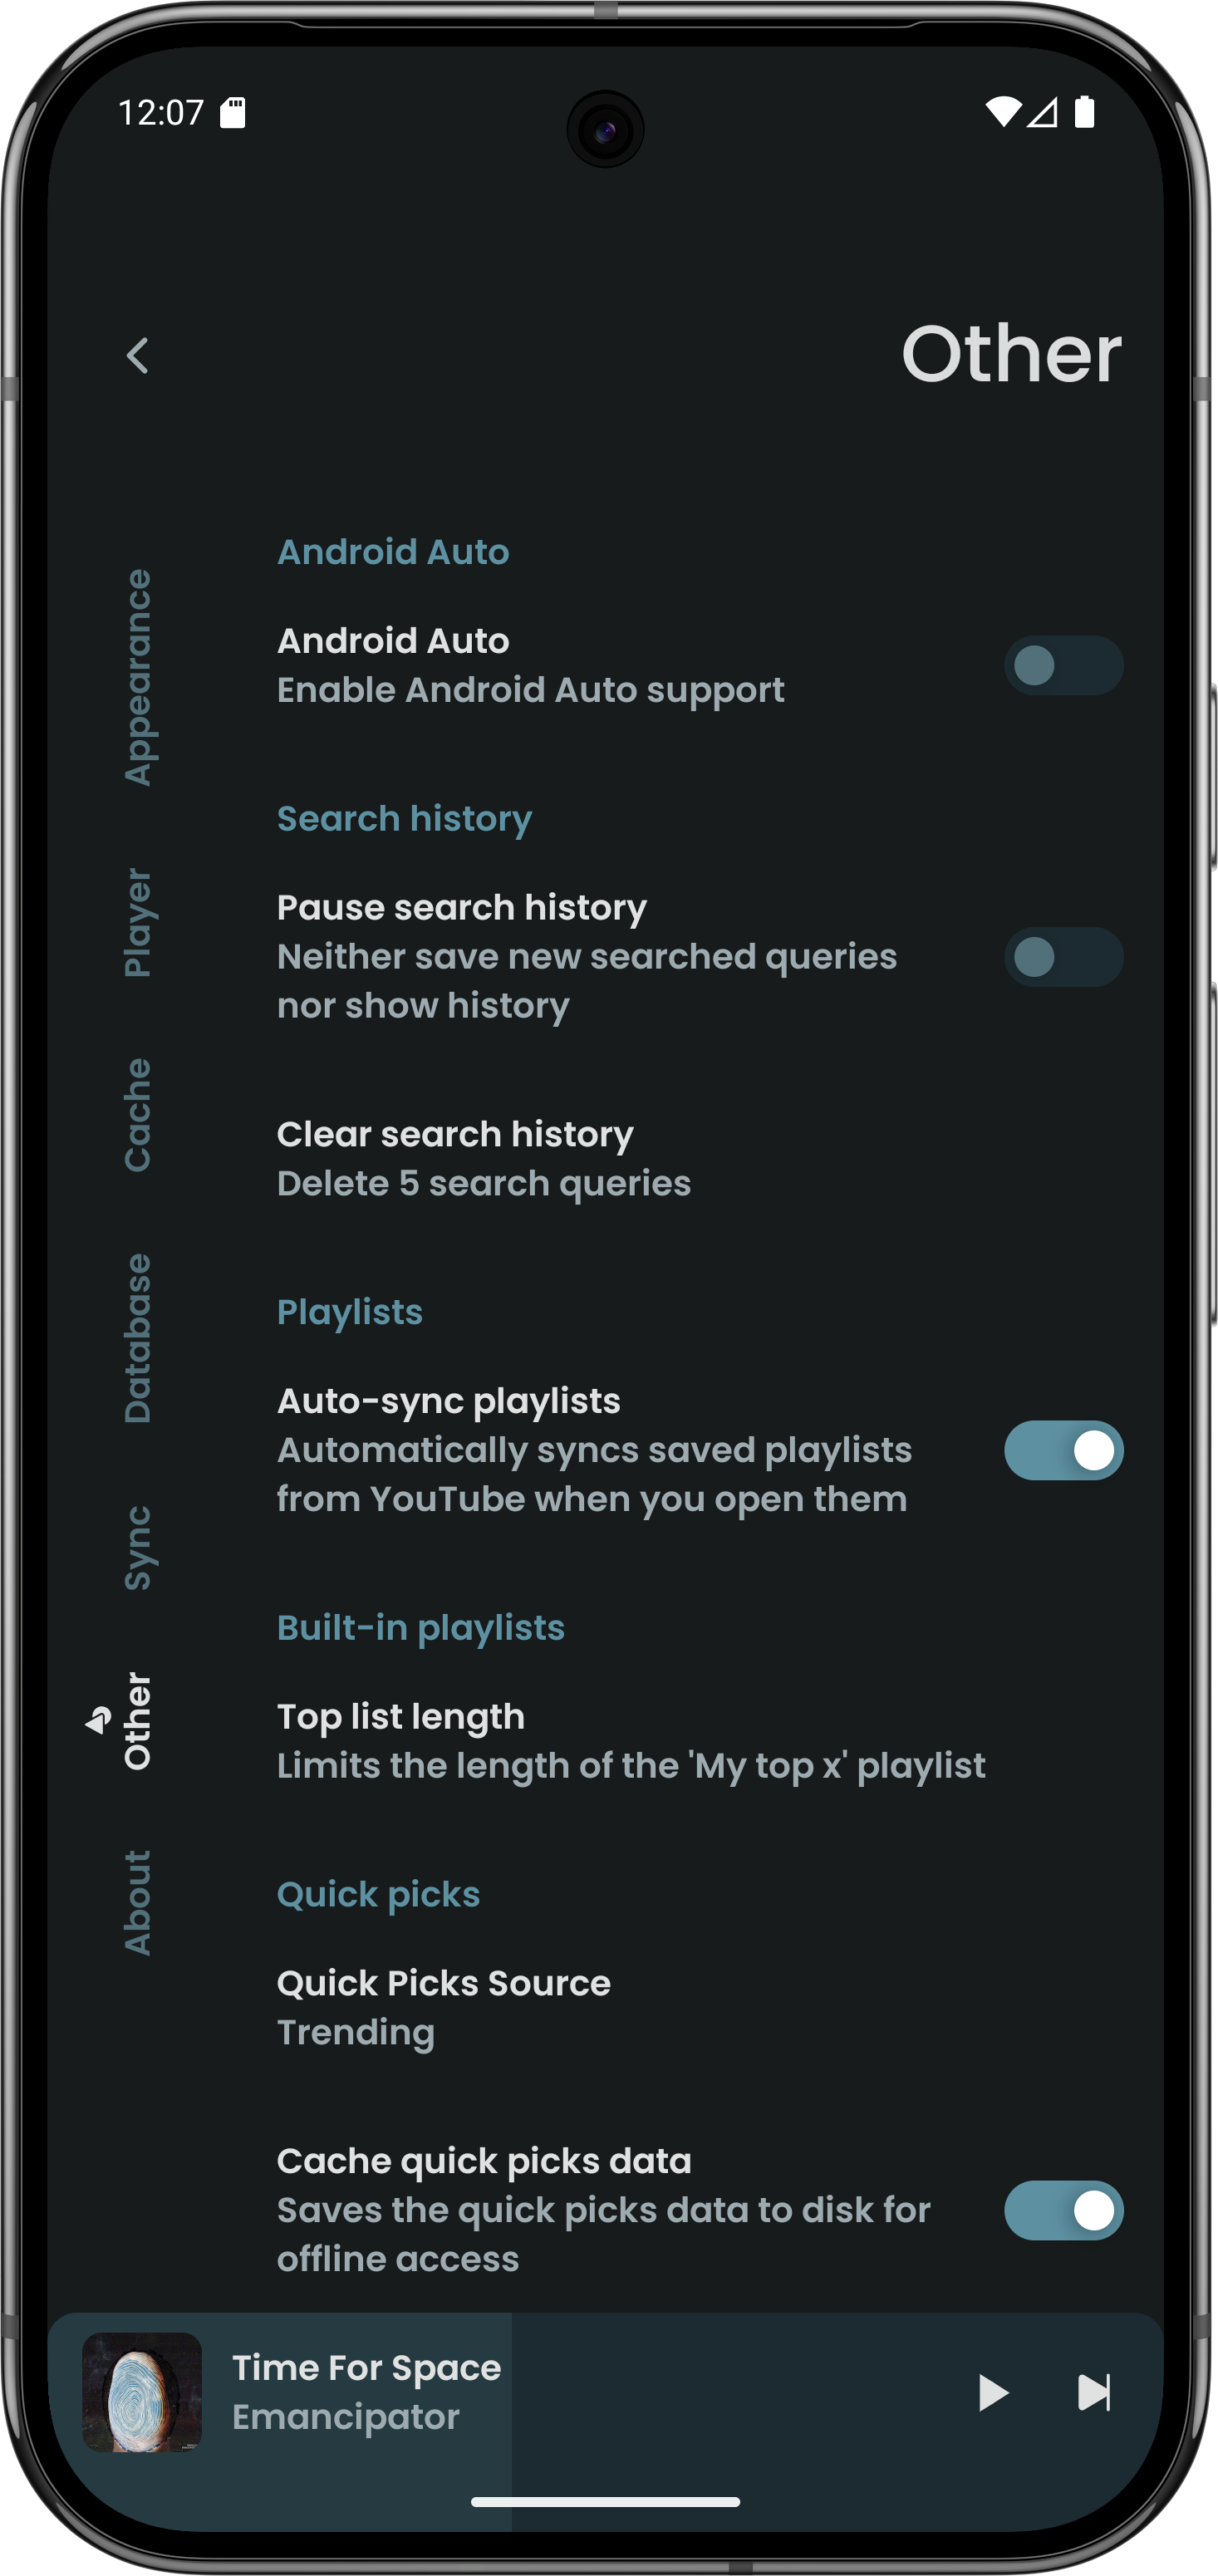 12:07
Other
Appearance
Player
Cache
Database
Sync
Other
About
Android Auto
Android Auto
Enable Android Auto support
Search history
Pause search history
Neither save new searched queries
nor show history
Clear search history
Delete 5 search queries
Playlists
Auto-sync playlists
Automatically syncs saved playlists
from YouTube when you open them
Built-in playlists
Top list length
Limits the length of the 'My top x' playlist
Quick picks
Quick Picks Source
Trending
Cache quick picks data
Saves the quick picks data to disk for
offline access
Time For Space
Emancipator